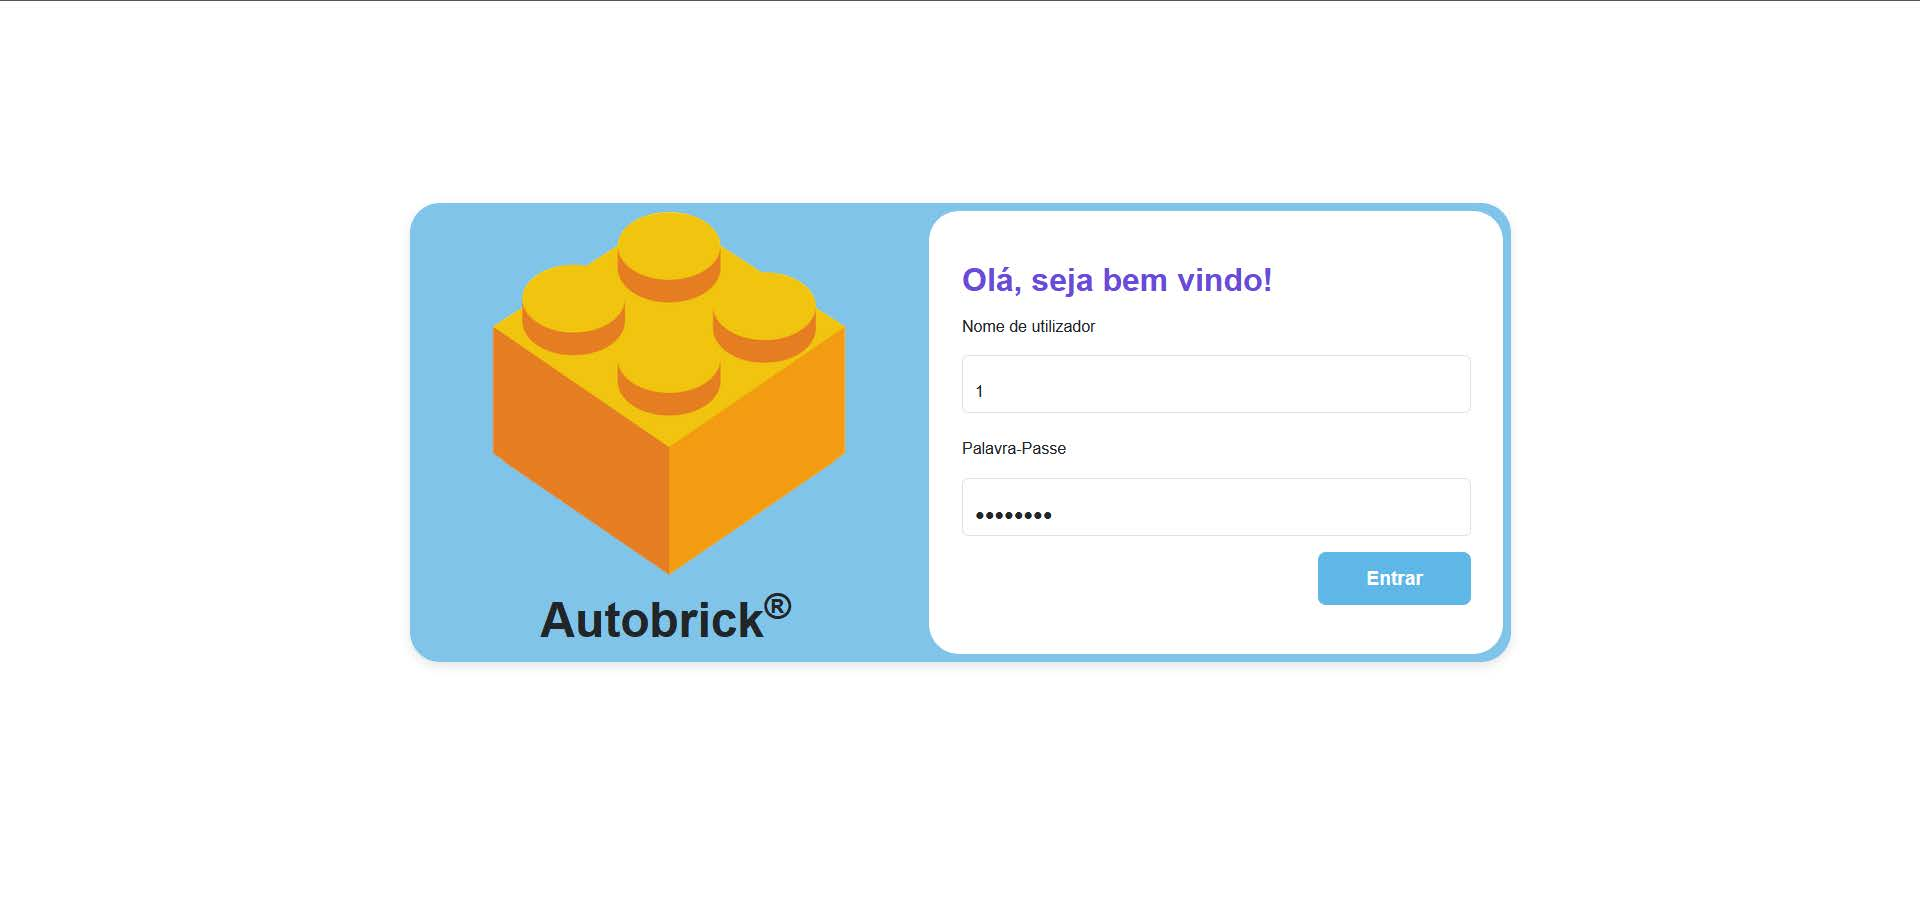 Autobrick®
Olá, seja bem vindo!
Nome de utilizador
1
Palavra-Passe
••••••••
Entrar